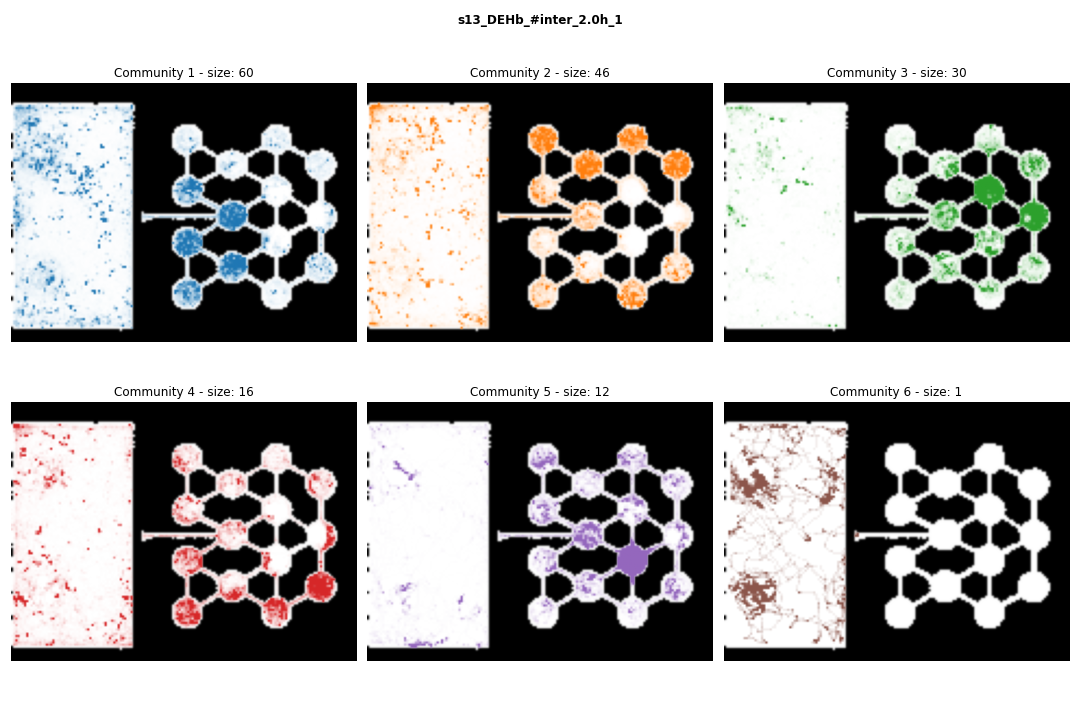 s13_DEHb_#inter_2.0h_1
Community 1 - size: 60
Community 2 - size: 46
Community 3 - size: 30
Community 4 - size: 16
Community 5 - size: 12
Community 6 - size: 1